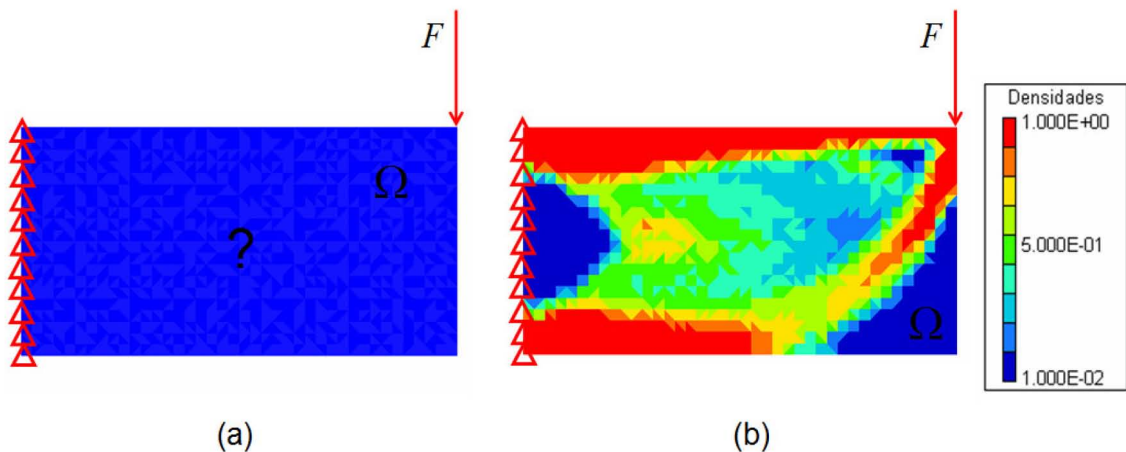 F
F
Ω
?
Ω
Densidades
1.000E+00
5.000E-01
1.000E-02
(a)
(b)